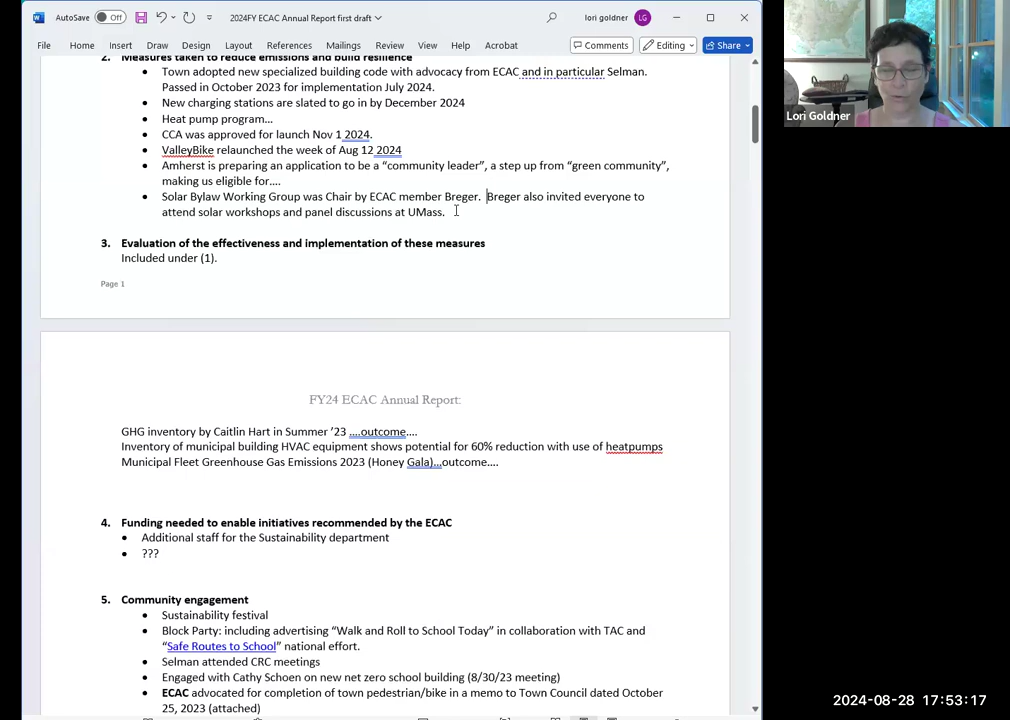 AutoSave Off 2024FY ECAC Annual Report first draft lori goldner LG
File Home Insert Draw Design Layout References Mailings Review View Help Acrobat Comments Editing Share
2. Measures taken to reduce emissions and build resilience
• Town adopted new specialized building code with advocacy from ECAC and in particular Selman.
Passed in October 2023 for implementation July 2024.
• New charging stations are slated to go in by December 2024
• Heat pump program...
• CCA was approved for launch Nov 1 2024.
• ValleyBike relaunched the week of Aug 12 2024
• Amherst is preparing an application to be a “community leader”, a step up from “green community”,
making us eligible for....
• Solar Bylaw Working Group was Chair by ECAC member Breger. Breger also invited everyone to
attend solar workshops and panel discussions at UMass.
3. Evaluation of the effectiveness and implementation of these measures
Included under (1).
Page 1
FY24 ECAC Annual Report:
GHG inventory by Caitlin Hart in Summer ’23 ....outcome....
Inventory of municipal building HVAC equipment shows potential for 60% reduction with use of heatpumps
Municipal Fleet Greenhouse Gas Emissions 2023 (Honey Gala)...outcome....
4. Funding needed to enable initiatives recommended by the ECAC
• Additional staff for the Sustainability department
• ???
5. Community engagement
• Sustainability festival
• Block Party: including advertising “Walk and Roll to School Today” in collaboration with TAC and
“Safe Routes to School” national effort.
• Selman attended CRC meetings
• Engaged with Cathy Schoen on new net zero school building (8/30/23 meeting)
• ECAC advocated for completion of town pedestrian/bike in a memo to Town Council dated October
25, 2023 (attached)
Lori Goldner
2024-08-28 17:53:17